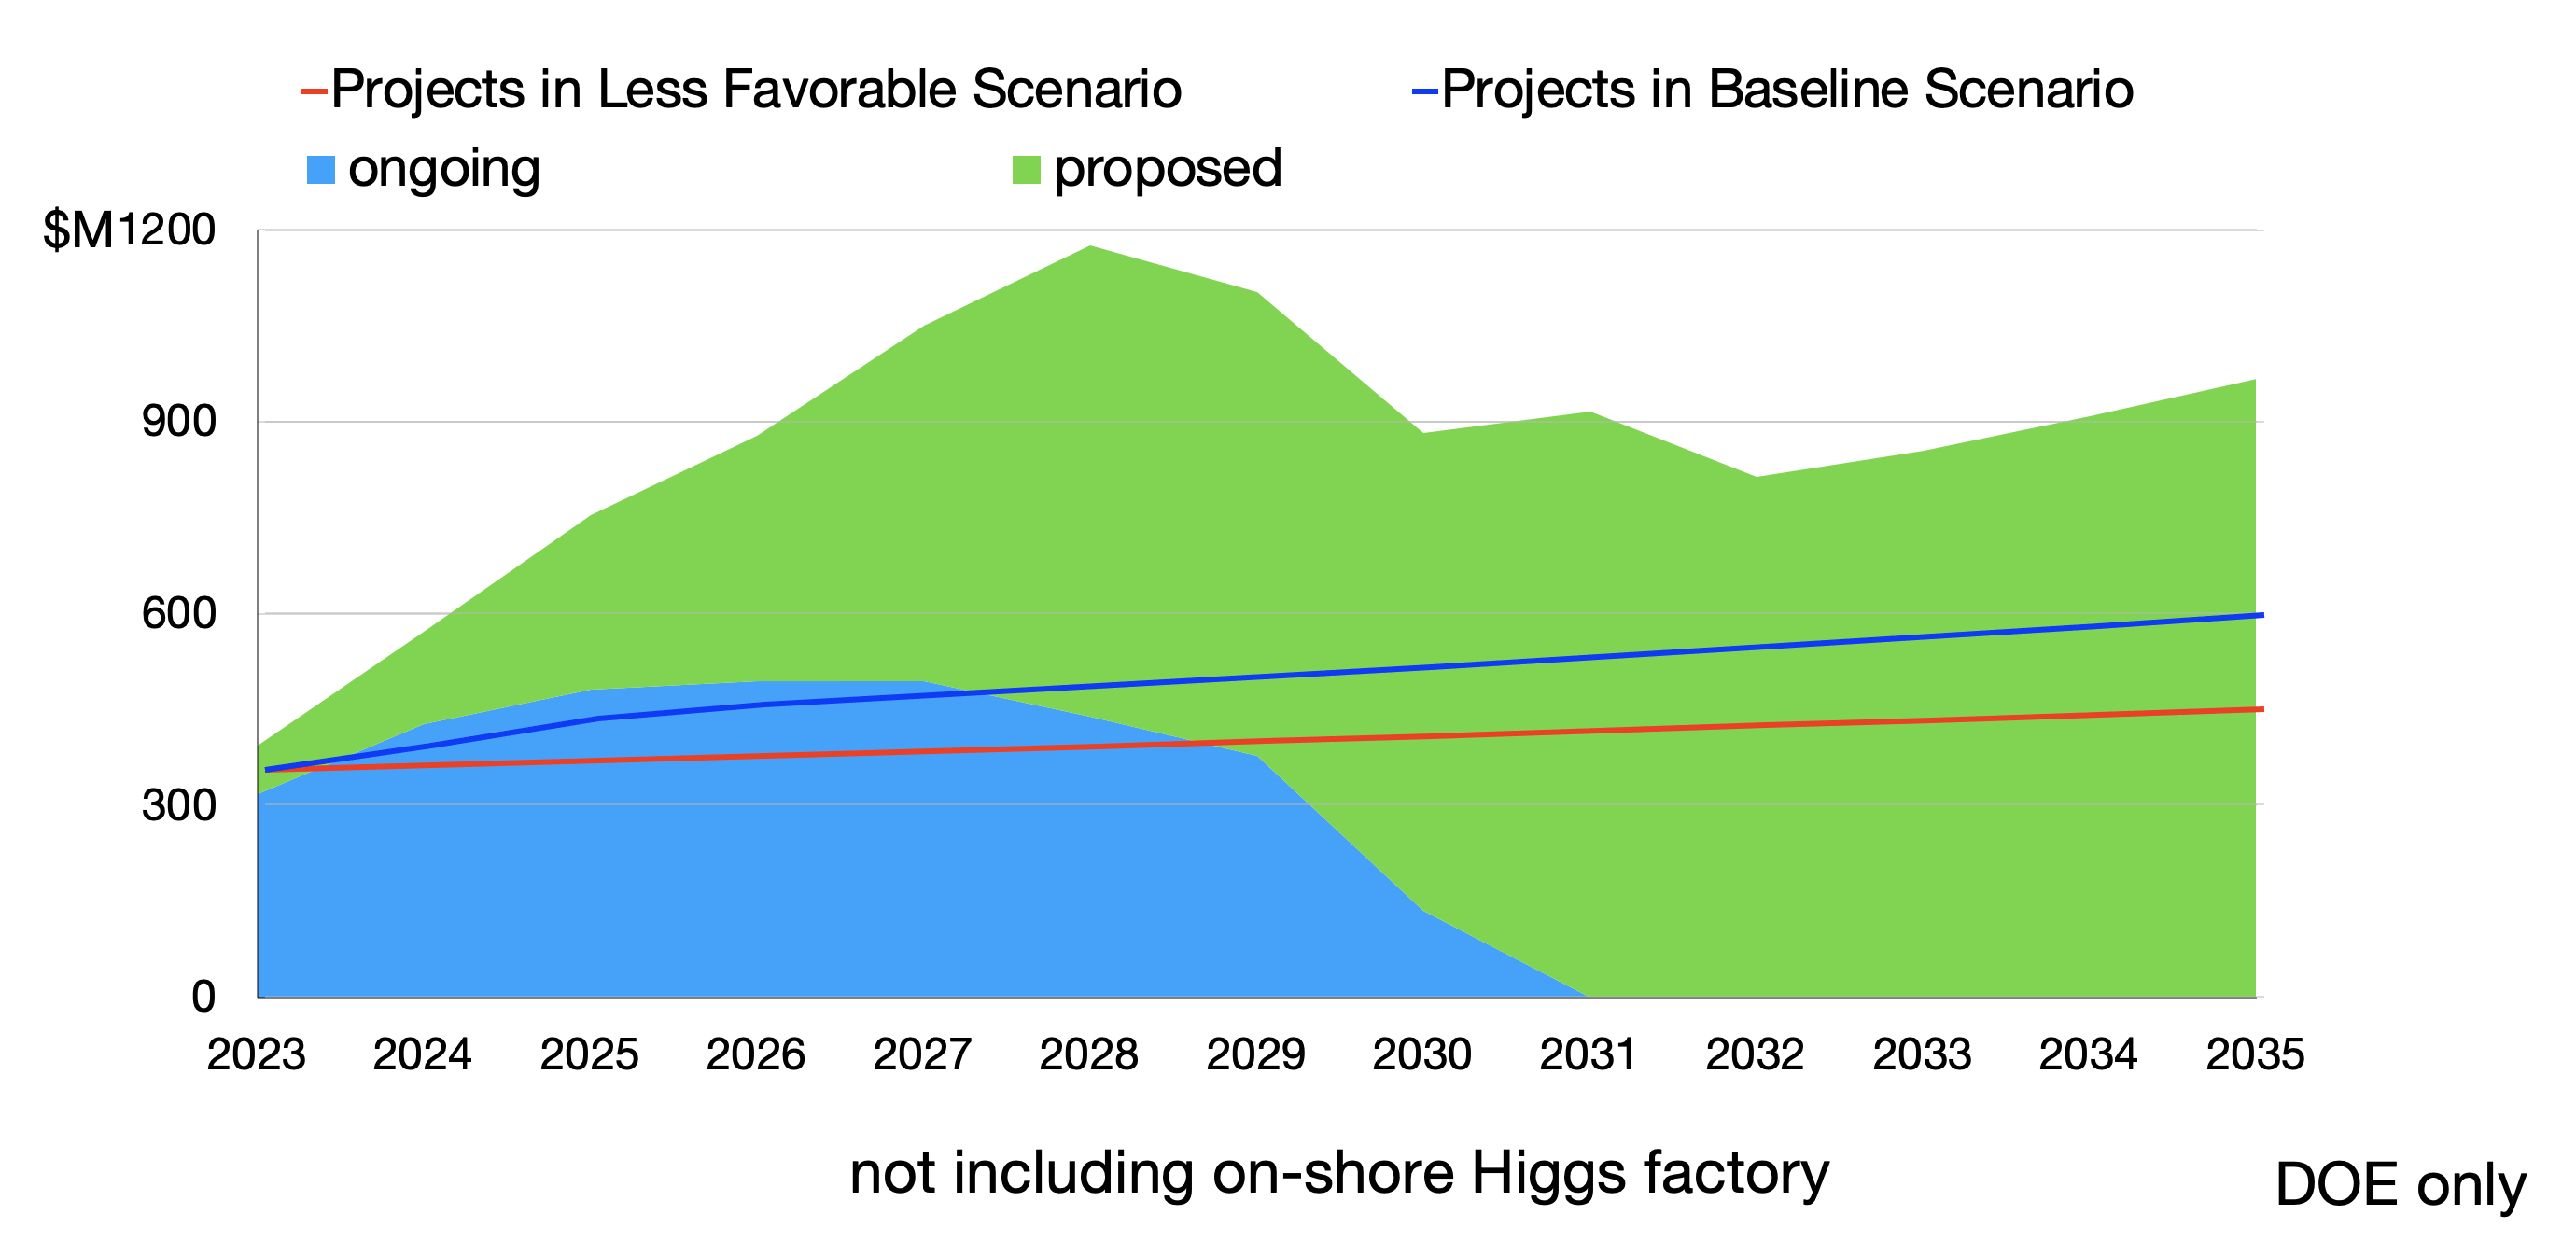 Projects in Less Favorable Scenario
Projects in Baseline Scenario
ongoing
proposed
$M1200
900
600
300
0
2023 2024 2025 2026 2027 2028 2029 2030 2031 2032 2033 2034 2035
not including on-shore Higgs factory
DOE only